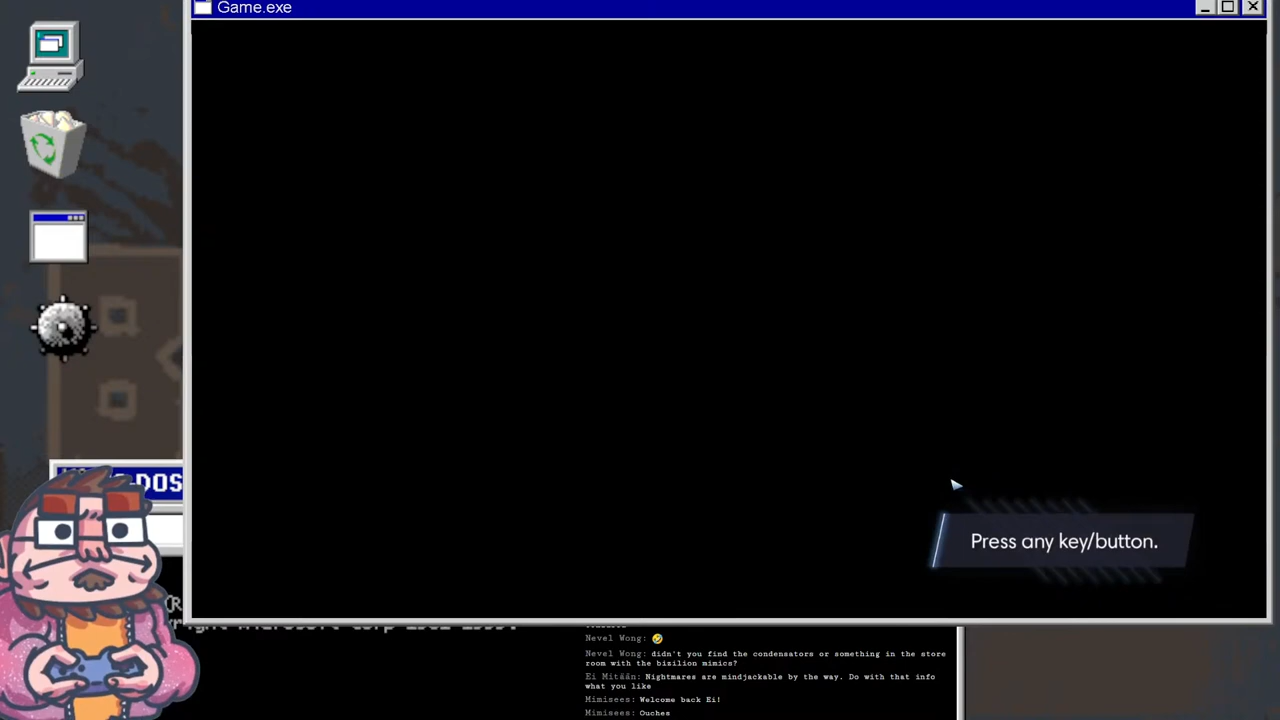 Game.exe
DOS
Press any key/button.
Nevel Wong: 🤣
Nevel Wong: didn't you find the condensators or something in the store
room with the bizilion mimics?
Ei Mitään: Nightmares are mindjackable by the way. Do with that info
what you like
Mimisees: Welcome back Ei!
Mimisees: Ouches